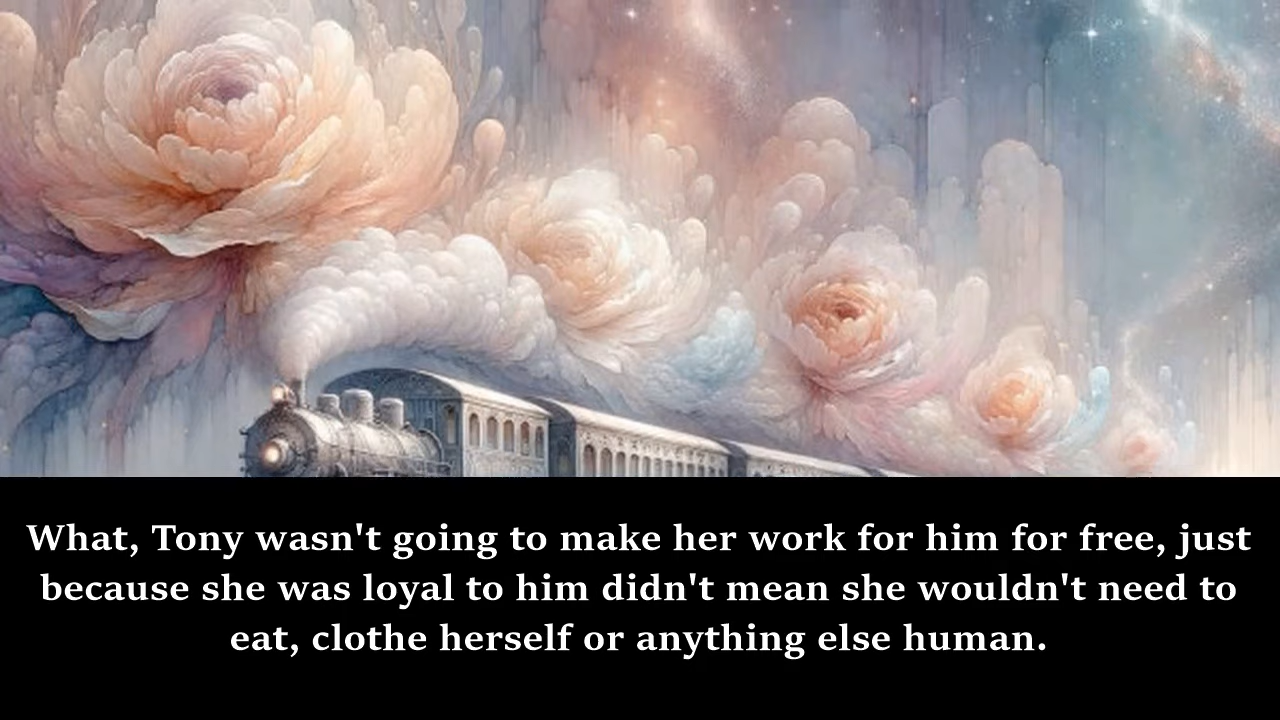 What, Tony wasn't going to make her work for him for free, just
because she was loyal to him didn't mean she wouldn't need to
eat, clothe herself or anything else human.